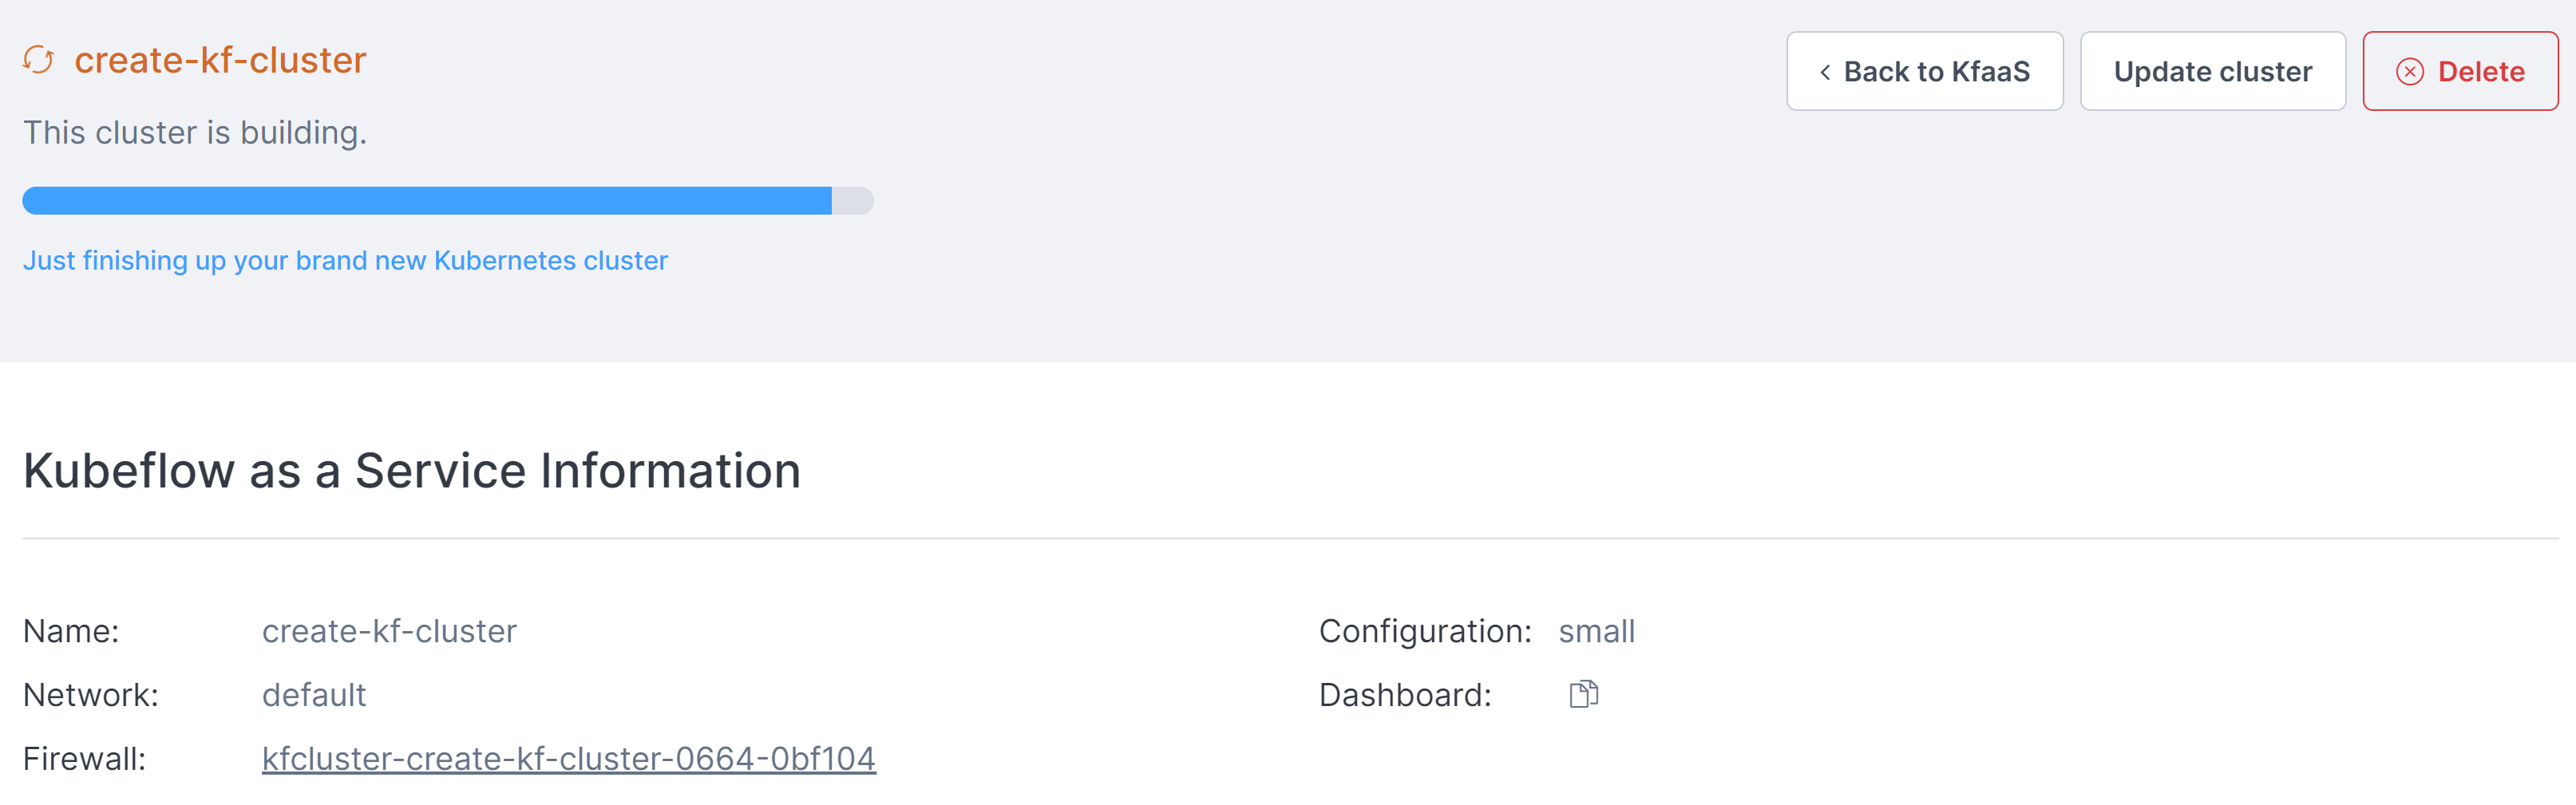 create-kf-cluster
Back to KfaaS
Update cluster
Delete
This cluster is building.
Just finishing up your brand new Kubernetes cluster
Kubeflow as a Service Information
Name: create-kf-cluster
Configuration: small
Network: default
Dashboard:
Firewall: kfcluster-create-kf-cluster-0664-0bf104